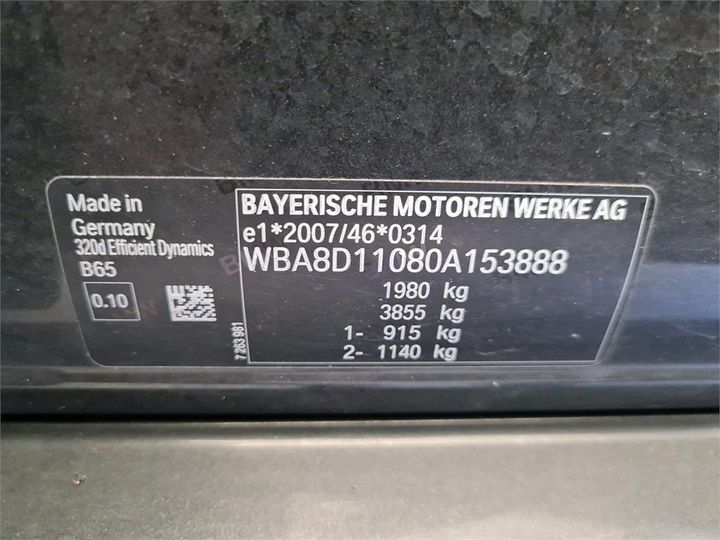 Made in
Germany
320d Efficient Dynamics
B65
0.10
7 263 981
BAYERISCHE MOTOREN WERKE AG
e1*2007/46*0314
WBA8D11080A153888
1980 kg
3855 kg
1- 915 kg
2- 1140 kg